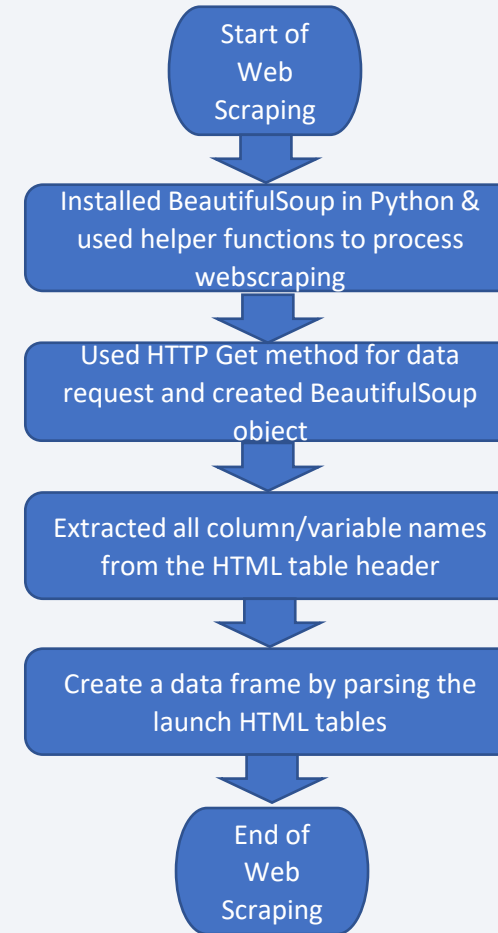 Start of
Web
Scraping
Installed BeautifulSoup in Python &
used helper functions to process
webscraping
Used HTTP Get method for data
request and created BeautifulSoup
object
Extracted all column/variable names
from the HTML table header
Create a data frame by parsing the
launch HTML tables
End of
Web
Scraping